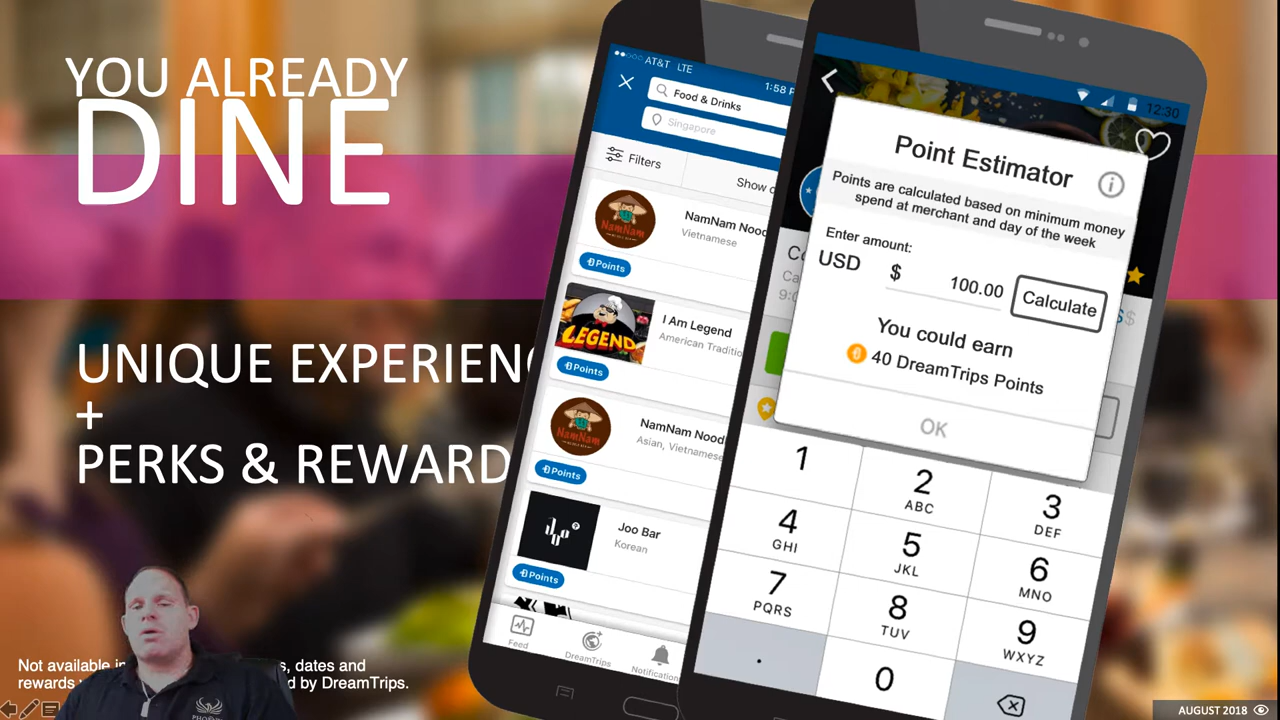 YOU ALREADY
DINE
UNIQUE EXPERIENC
+
PERKS & REWARD
Not available in s, dates and
rewards d by DreamTrips.
AT&T LTE
1:58 P
Food & Drinks
Singapore
Filters
Show
NamNam Nood
Vietnamese
NamNam
Points
I Am Legend
American Traditio
LEGEND
Points
NamNam Nood
Asian, Vietnamese
NamNam
Points
Joo Bar
Korean
Points
Feed
DreamTrips
Notification
12:30
Point Estimator
Points are calculated based on minimum money
spend at merchant and day of the week
Enter amount:
USD $ 100.00 Calculate
You could earn
40 DreamTrips Points
OK
1
2 ABC
3 DEF
4 GHI
5 JKL
6 MNO
7 PQRS
8 TUV
9 WXYZ
.
0
AUGUST 2018